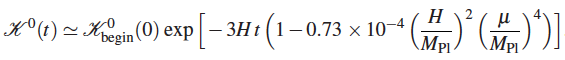 𝒦⁰(t) ≃ 𝒦⁰_begin(0) exp [ − 3Ht ( 1 − 0.73 × 10⁻⁴ ( H / M_Pl )² ( μ / M_Pl )⁴ ) ]